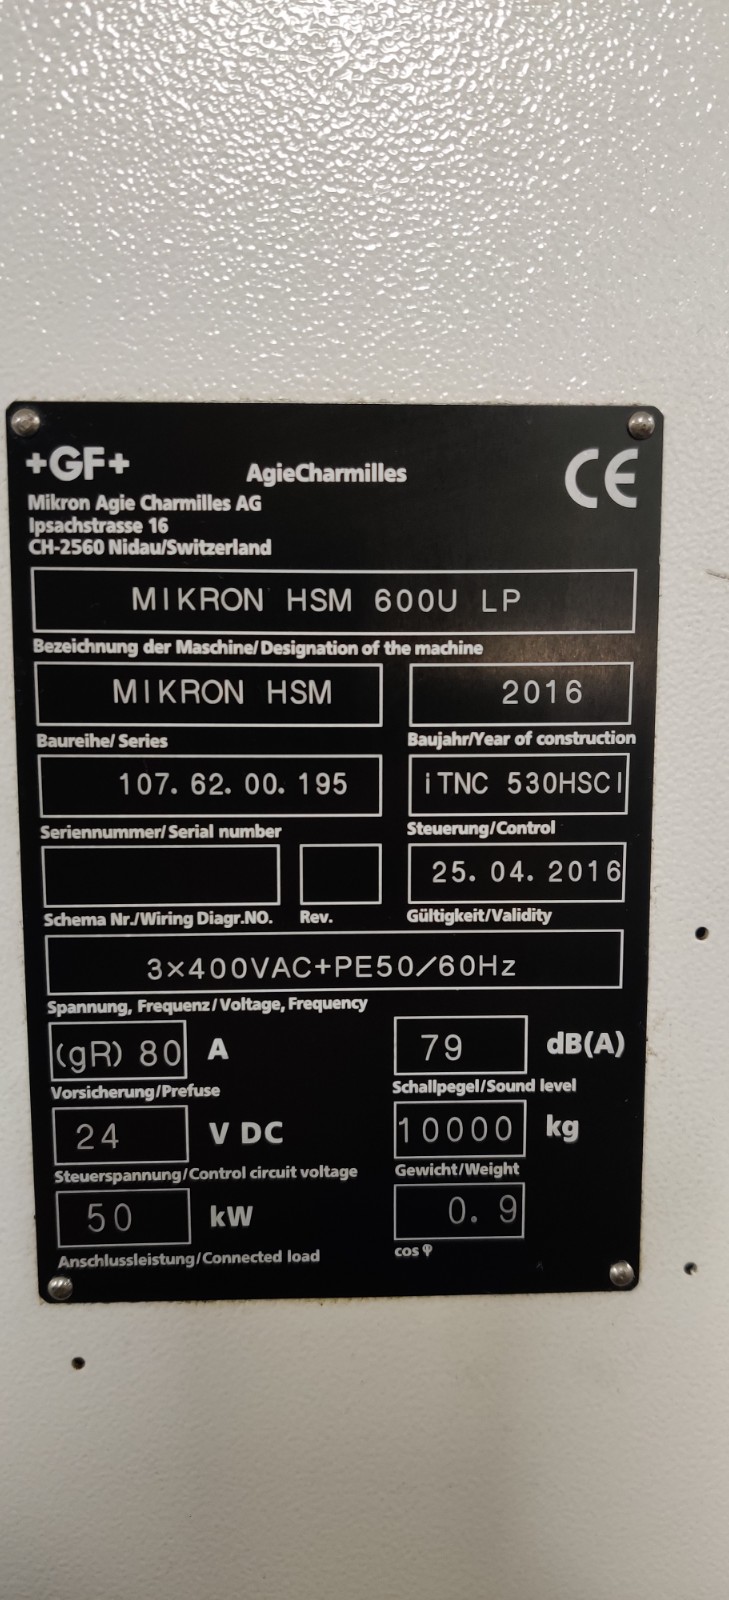 +GF+ AgieCharmilles CE
Mikron Agie Charmilles AG
Ipsachstrasse 16
CH-2560 Nidau/Switzerland
MIKRON HSM 600U LP
Bezeichnung der Maschine/Designation of the machine
MIKRON HSM 2016
Baureihe/Series Baujahr/Year of construction
107. 62. 00. 195 iTNC 530HSCI
Seriennummer/Serial number Steuerung/Control
25. 04. 2016
Schema Nr./Wiring Diagr.NO. Rev. Gültigkeit/Validity
3×400VAC+PE50/60Hz
Spannung, Frequenz/Voltage, Frequency
(gR) 80 A 79 dB(A)
Vorsicherung/Prefuse Schallpegel/Sound level
24 V DC 10000 kg
Steuerspannung/Control circuit voltage Gewicht/Weight
50 kW 0. 9
Anschlussleistung/Connected load cos φ